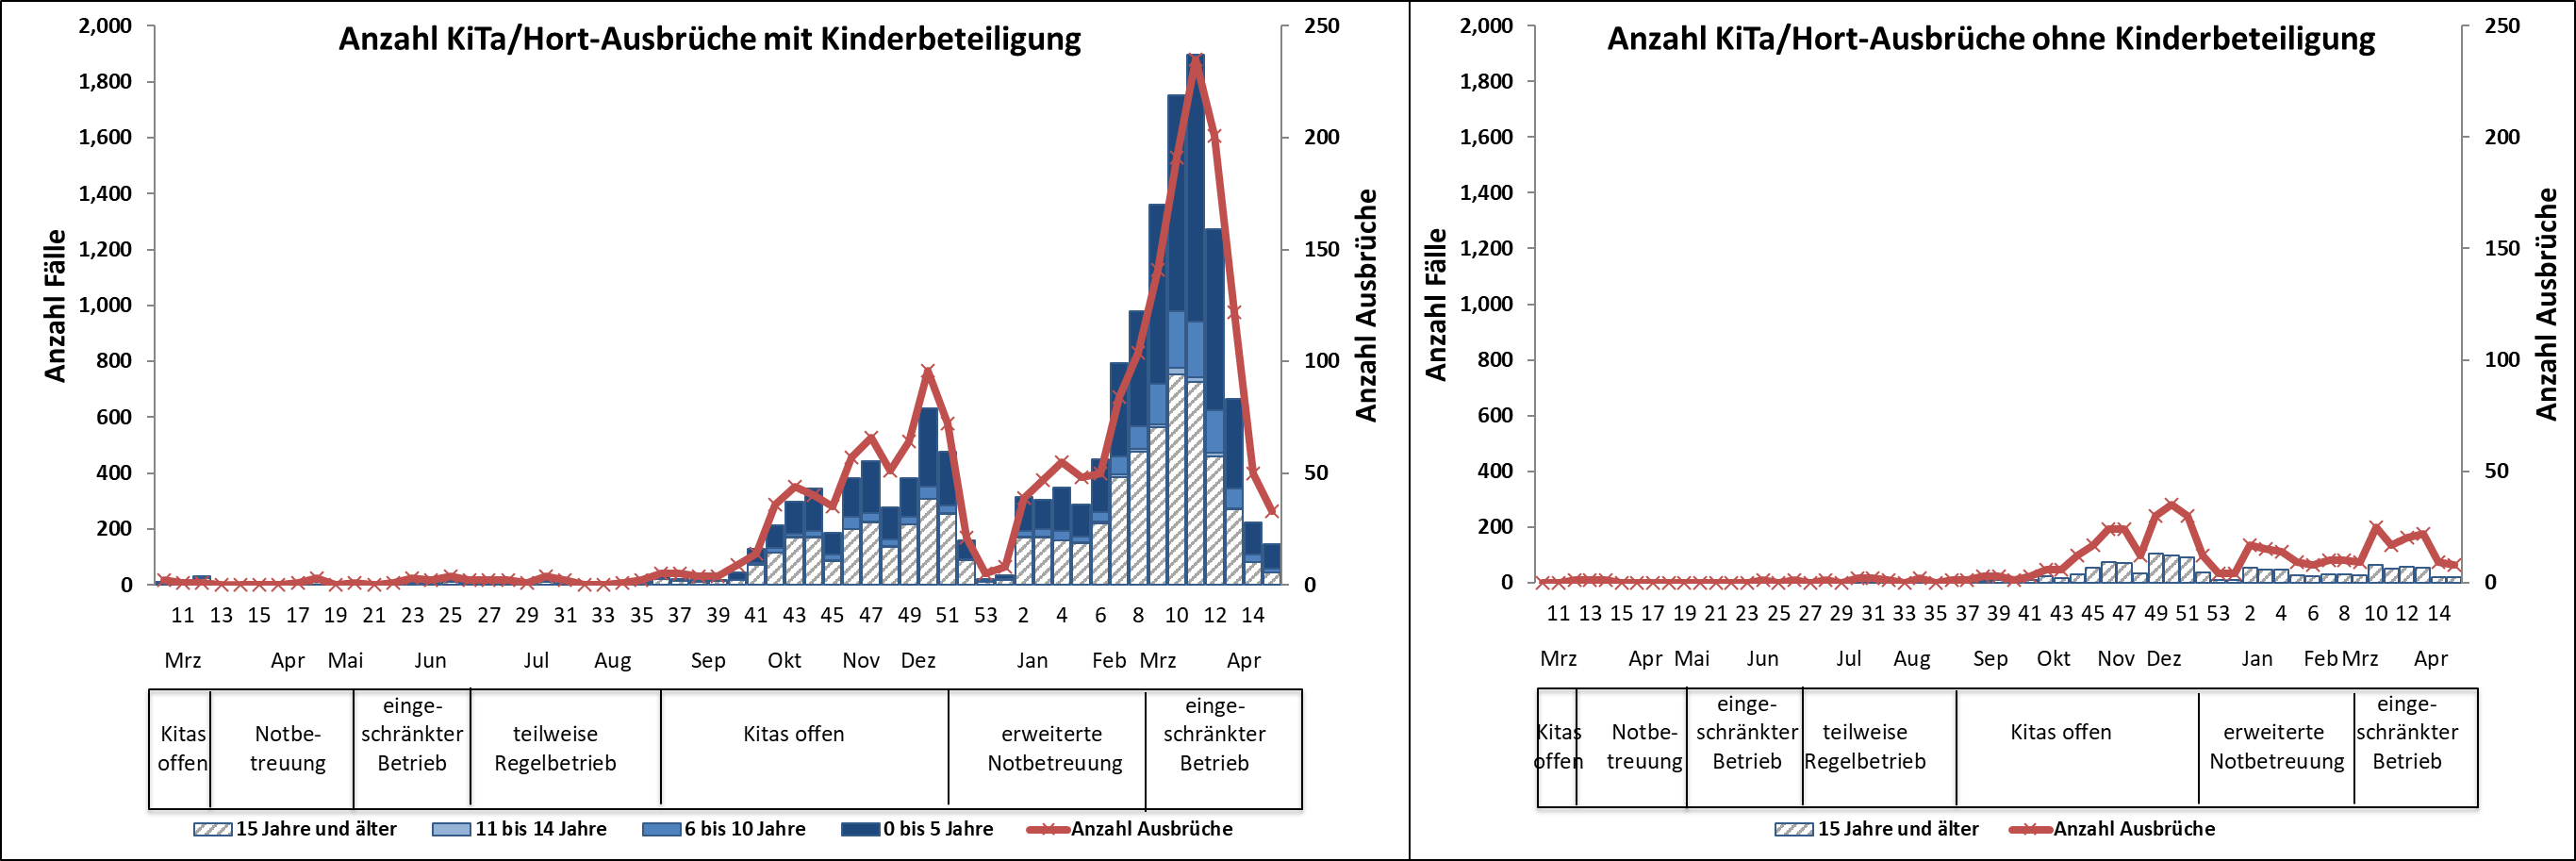 Anzahl KiTa/Hort-Ausbrüche mit Kinderbeteiligung
2,000
1,800
1,600
1,400
1,200
1,000
800
600
400
200
0
Anzahl Fälle
250
200
150
100
50
0
Anzahl Ausbrüche
11 13 15 17 19 21 23 25 27 29 31 33 35 37 39 41 43 45 47 49 51 53 2 4 6 8 10 12 14
Mrz Apr Mai Jun Jul Aug Sep Okt Nov Dez Jan Feb Mrz Apr
Kitas
offen
Notbe-
treuung
einge-
schränkter
Betrieb
teilweise
Regelbetrieb
Kitas offen
erweiterte
Notbetreuung
einge-
schränkter
Betrieb
15 Jahre und älter 11 bis 14 Jahre 6 bis 10 Jahre 0 bis 5 Jahre Anzahl Ausbrüche
Anzahl KiTa/Hort-Ausbrüche ohne Kinderbeteiligung
2,000
1,800
1,600
1,400
1,200
1,000
800
600
400
200
0
Anzahl Fälle
250
200
150
100
50
0
Anzahl Ausbrüche
11 13 15 17 19 21 23 25 27 29 31 33 35 37 39 41 43 45 47 49 51 53 2 4 6 8 10 12 14
Mrz Apr Mai Jun Jul Aug Sep Okt Nov Dez Jan Feb Mrz Apr
Kitas
offen
Notbe-
treuung
einge-
schränkter
Betrieb
teilweise
Regelbetrieb
Kitas offen
erweiterte
Notbetreuung
einge-
schränkter
Betrieb
15 Jahre und älter Anzahl Ausbrüche